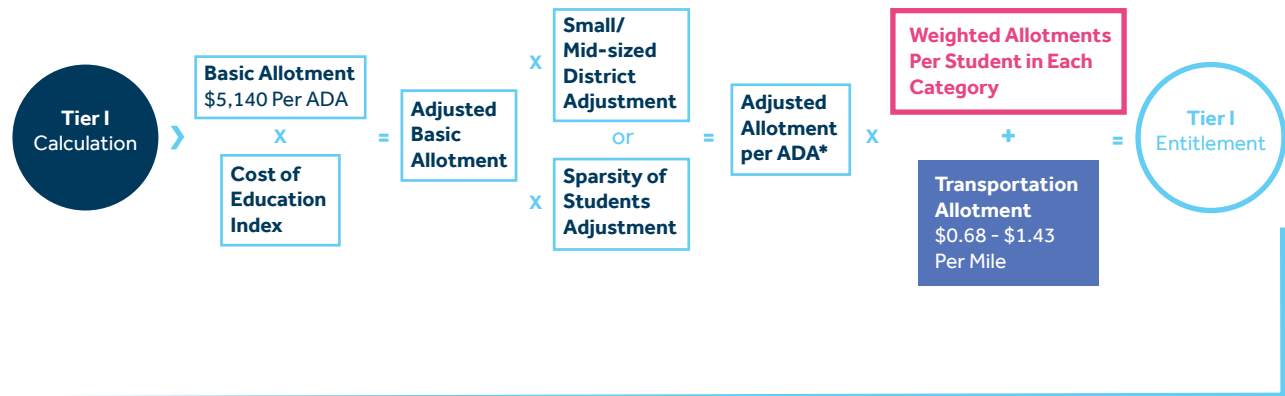 Tier I
Calculation
❯
Basic Allotment
$5,140 Per ADA
X
Cost of
Education
Index
=
Adjusted
Basic
Allotment
X
Small/
Mid-sized
District
Adjustment
or
X
Sparsity of
Students
Adjustment
=
Adjusted
Allotment
per ADA*
X
Weighted Allotments
Per Student in Each
Category
+
Transportation
Allotment
$0.68 - $1.43
Per Mile
=
Tier I
Entitlement